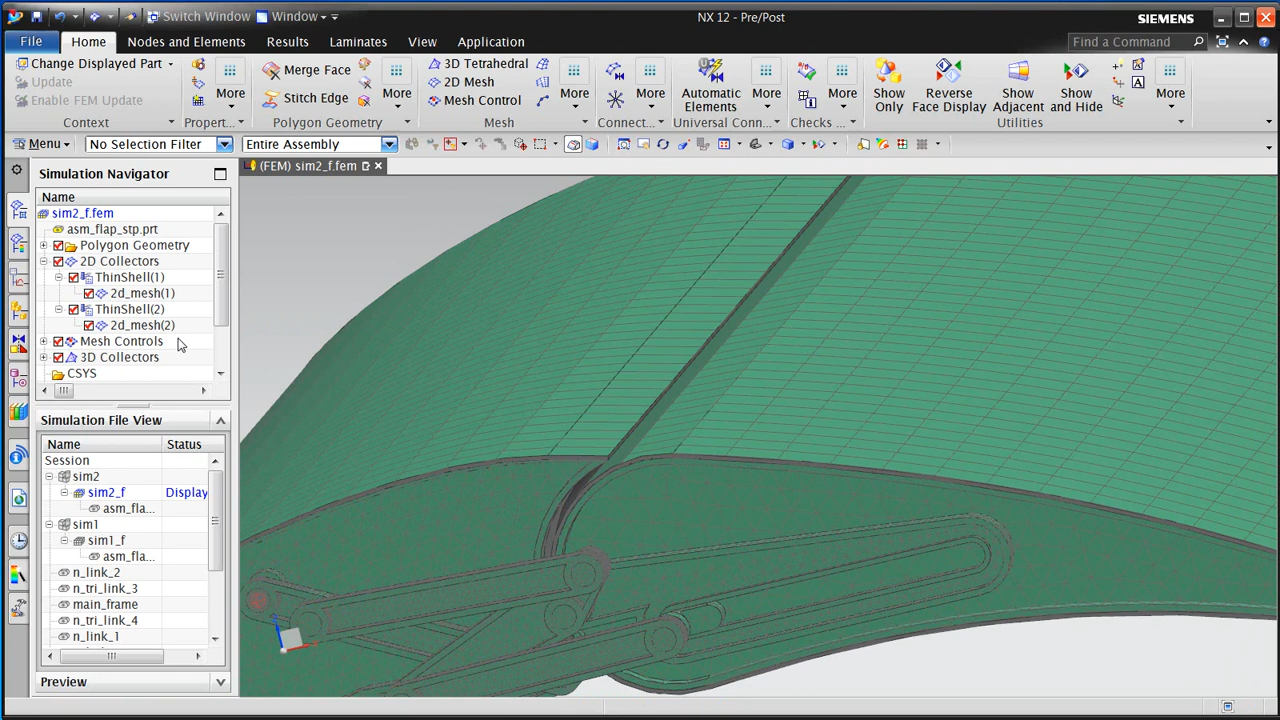 Switch Window
Window
NX 12 - Pre/Post
SIEMENS
File
Home
Nodes and Elements
Results
Laminates
View
Application
Find a Command
Change Displayed Part
Update
Enable FEM Update
Context
More
Propert...
Merge Face
Stitch Edge
More
Polygon Geometry
3D Tetrahedral
2D Mesh
Mesh Control
More
Mesh
More
Connect...
Automatic
Elements
More
Universal Conn...
More
Checks ...
Show
Only
Reverse
Face Display
Show
Adjacent
Show
and Hide
More
Utilities
Menu
No Selection Filter
Entire Assembly
Simulation Navigator
(FEM) sim2_f.fem
Name
sim2_f.fem
asm_flap_stp.prt
Polygon Geometry
2D Collectors
ThinShell(1)
2d_mesh(1)
ThinShell(2)
2d_mesh(2)
Mesh Controls
3D Collectors
CSYS
Simulation File View
Name
Status
Session
sim2
sim2_f
Display
asm_fla...
sim1
sim1_f
asm_fla...
n_link_2
n_tri_link_3
main_frame
n_tri_link_4
n_link_1
Preview